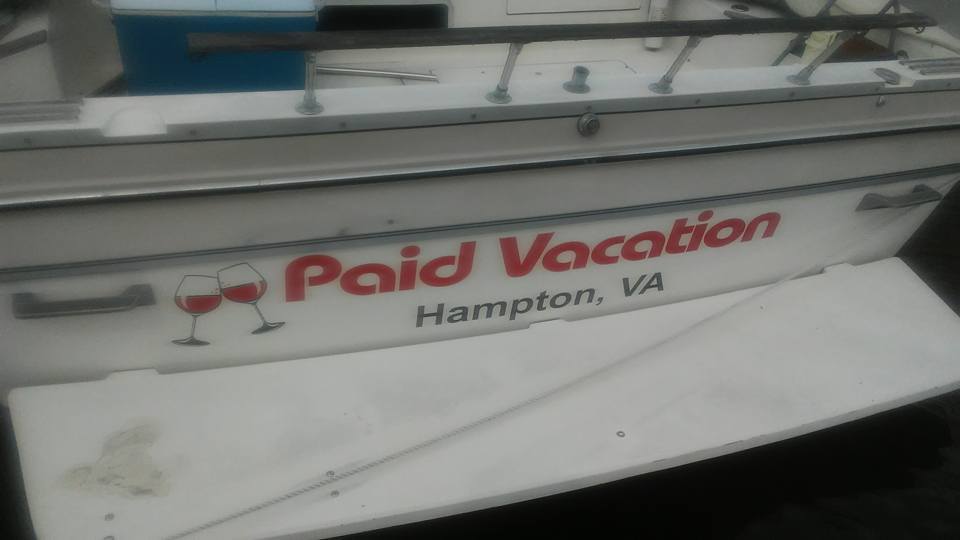 Paid Vacation
Hampton, VA